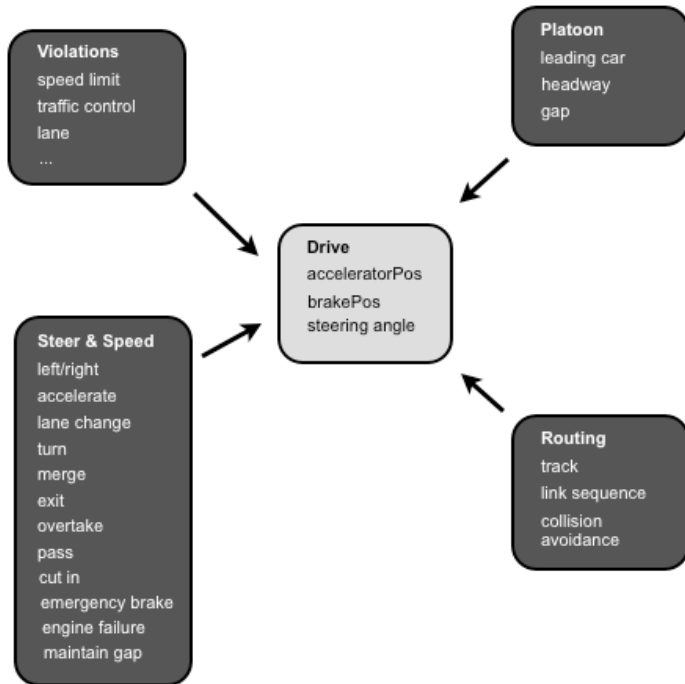 Violations
speed limit
traffic control
lane
...
Platoon
leading car
headway
gap
Drive
acceleratorPos
brakePos
steering angle
Steer & Speed
left/right
accelerate
lane change
turn
merge
exit
overtake
pass
cut in
emergency brake
engine failure
maintain gap
Routing
track
link sequence
collision
avoidance